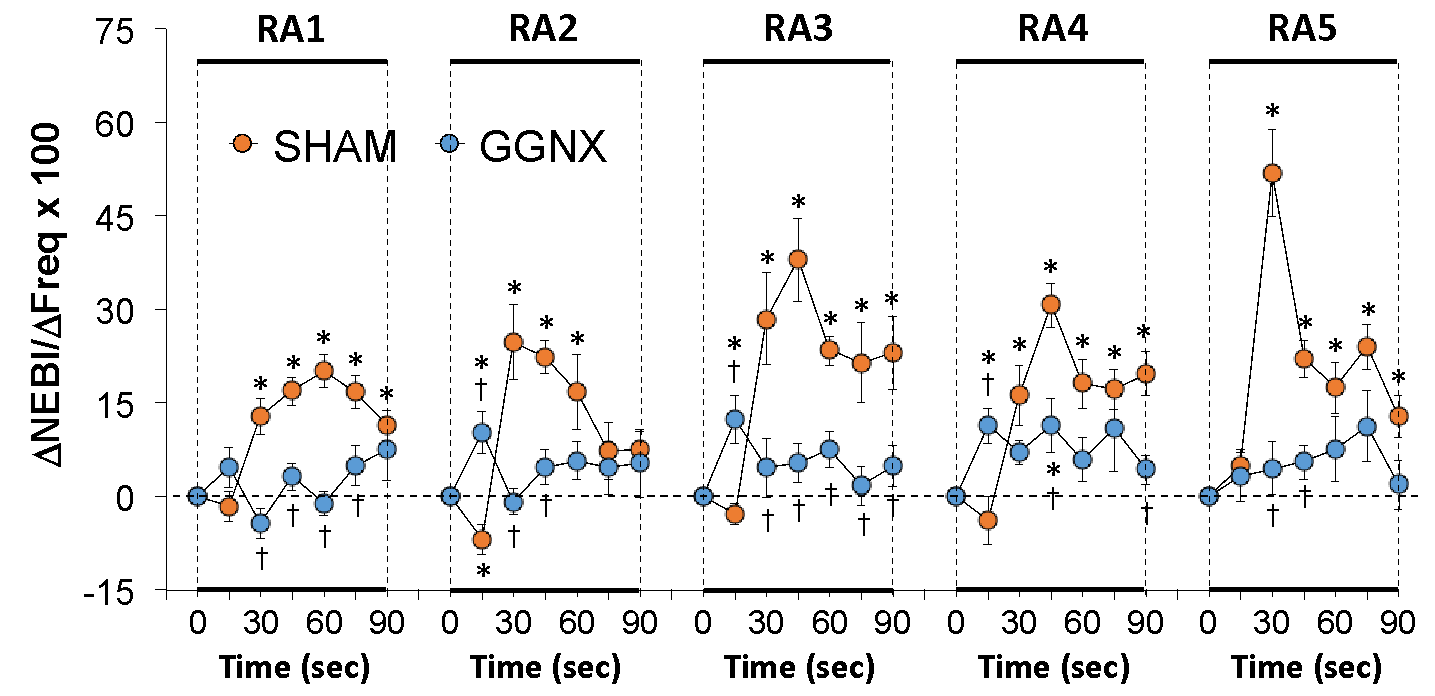 RA1 RA2 RA3 RA4 RA5
75
60
45
30
15
0
-15
ΔNEBI/ΔFreq x 100
SHAM GGNX
* * * * *
† † † †
* † * * * *
† †
* † * * * * *
† † † † †
* † * * * * * *
* † †
* * * * *
† †
0 30 60 90 0 30 60 90 0 30 60 90 0 30 60 90 0 30 60 90
Time (sec) Time (sec) Time (sec) Time (sec) Time (sec)